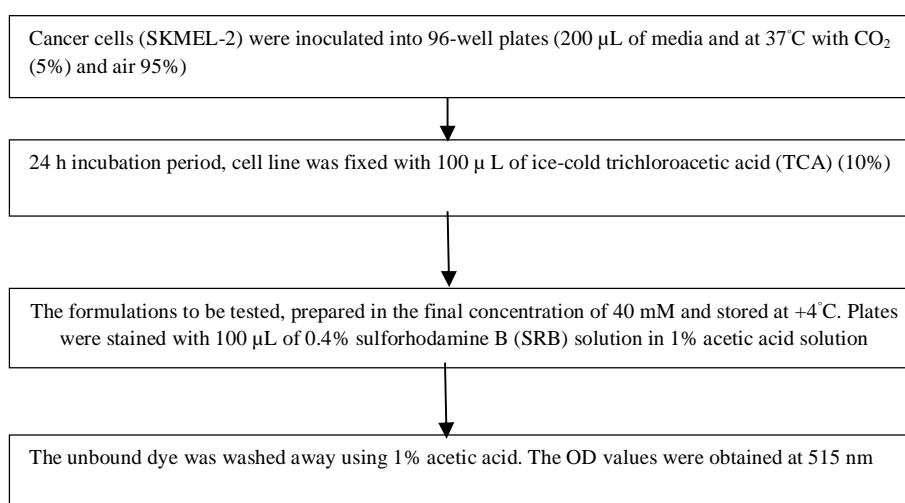 Cancer cells (SKMEL-2) were inoculated into 96-well plates (200 μL of media and at 37°C with CO₂
(5%) and air 95%)
24 h incubation period, cell line was fixed with 100 μ L of ice-cold trichloroacetic acid (TCA) (10%)
The formulations to be tested, prepared in the final concentration of 40 mM and stored at +4°C. Plates
were stained with 100 μL of 0.4% sulforhodamine B (SRB) solution in 1% acetic acid solution
The unbound dye was washed away using 1% acetic acid. The OD values were obtained at 515 nm